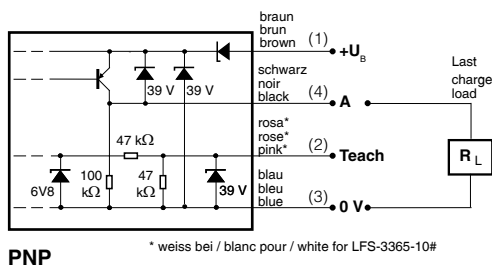 braun
brun
brown
(1)
+UB
schwarz
noir
black
(4)
A
Last
charge
load
39 V
39 V
rosa*
rose*
pink*
(2)
Teach
47 kΩ
RL
6V8
100
kΩ
47
kΩ
39 V
blau
bleu
blue
(3)
0 V
* weiss bei / blanc pour / white for LFS-3365-10#
PNP